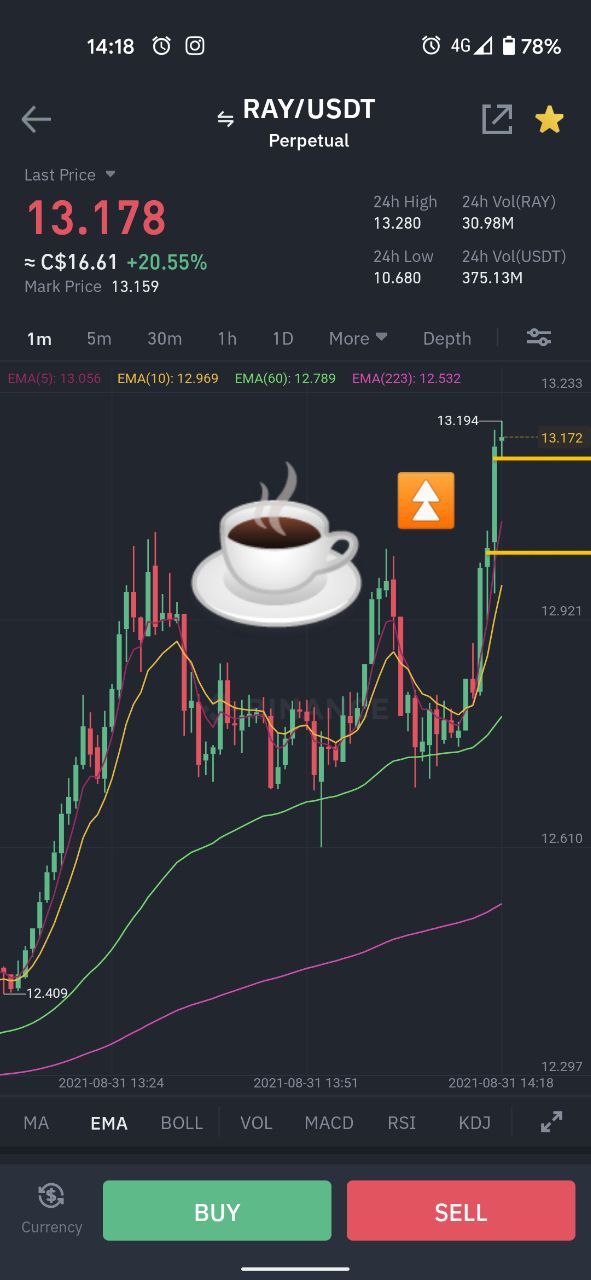 14:18 4G 78%
RAY/USDT
Perpetual
Last Price
13.178
≈ C$16.61 +20.55%
Mark Price 13.159
24h High
13.280
24h Vol(RAY)
30.98M
24h Low
10.680
24h Vol(USDT)
375.13M
1m 5m 30m 1h 1D More Depth
EMA(5): 13.056 EMA(10): 12.969 EMA(60): 12.789 EMA(223): 12.532
13.233
13.194
13.172
12.921
BINANCE
12.610
12.409
12.297
2021-08-31 13:24 2021-08-31 13:51 2021-08-31 14:18
MA EMA BOLL VOL MACD RSI KDJ
Currency
BUY
SELL